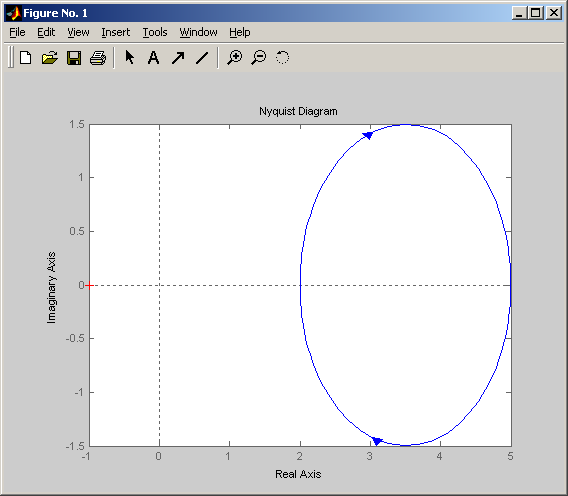 Figure No. 1
File Edit View Insert Tools Window Help
A
Nyquist Diagram
1.5
1
0.5
0
-0.5
-1
-1.5
Imaginary Axis
-1 0 1 2 3 4 5
Real Axis